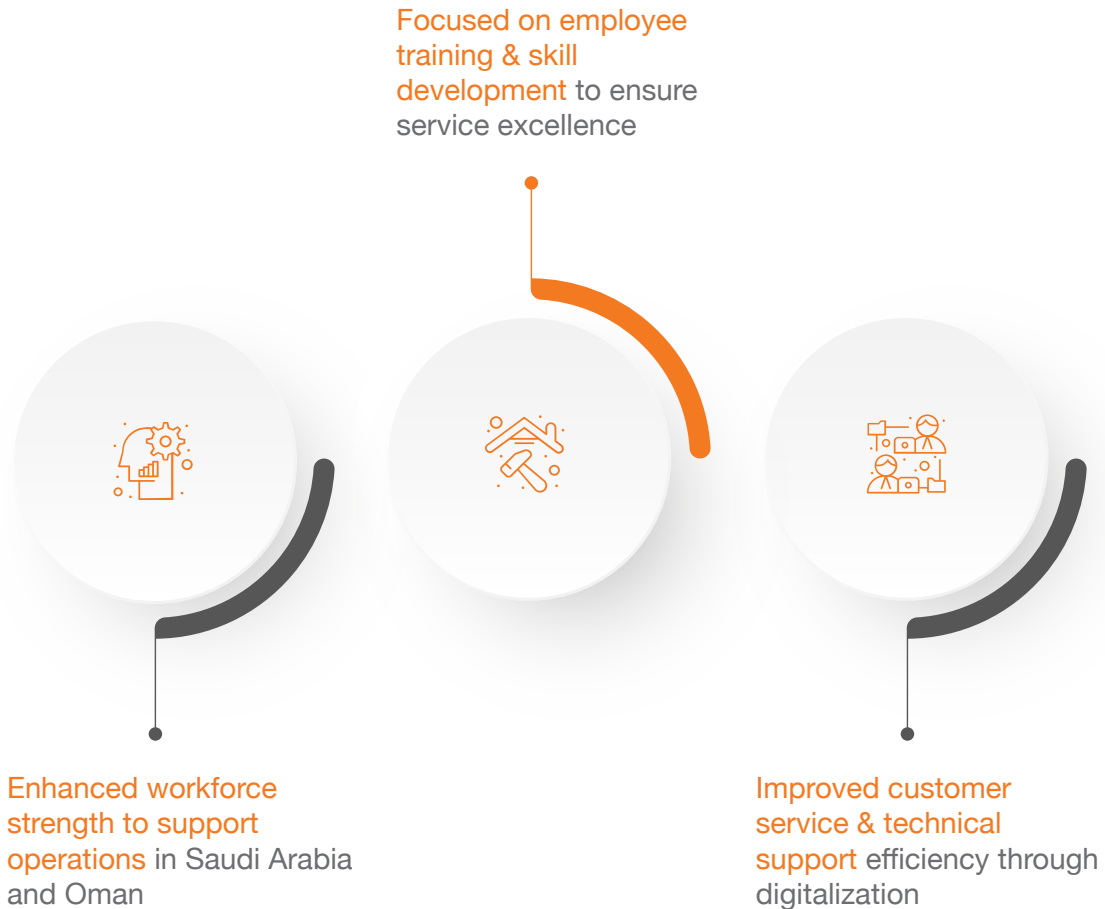 Focused on employee
training & skill
development to ensure
service excellence
Enhanced workforce
strength to support
operations in Saudi Arabia
and Oman
Improved customer
service & technical
support efficiency through
digitalization